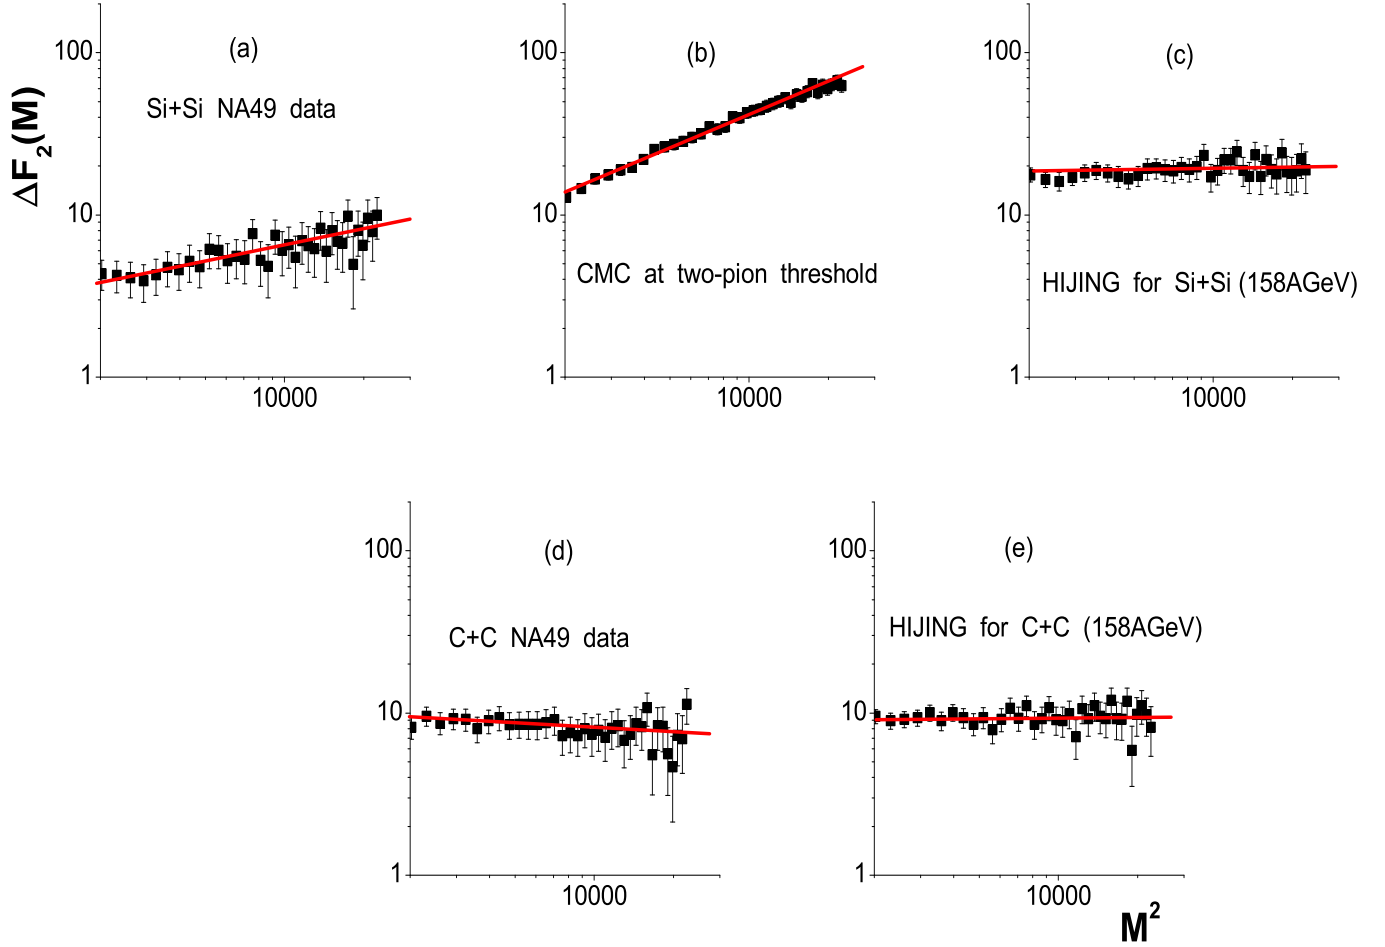 (a)
Si+Si NA49 data
ΔF₂(M)
100
10
1
10000
(b)
CMC at two-pion threshold
100
10
1
10000
(c)
HIJING for Si+Si (158AGeV)
100
10
1
10000
(d)
C+C NA49 data
100
10
1
10000
(e)
HIJING for C+C (158AGeV)
100
10
1
10000
M²